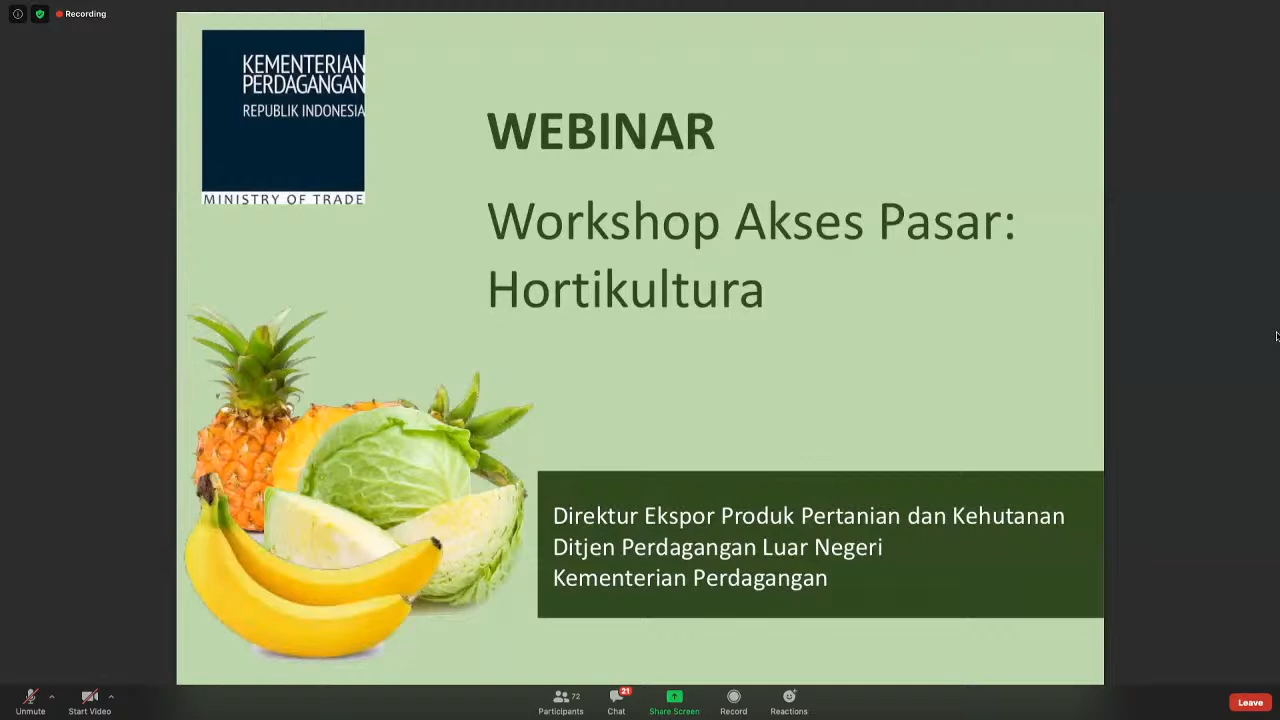 Recording
KEMENTERIAN
PERDAGANGAN
REPUBLIK INDONESIA
MINISTRY OF TRADE
WEBINAR
Workshop Akses Pasar:
Hortikultura
Direktur Ekspor Produk Pertanian dan Kehutanan
Ditjen Perdagangan Luar Negeri
Kementerian Perdagangan
Unmute
Start Video
72
Participants
21
Chat
Share Screen
Record
Reactions
Leave